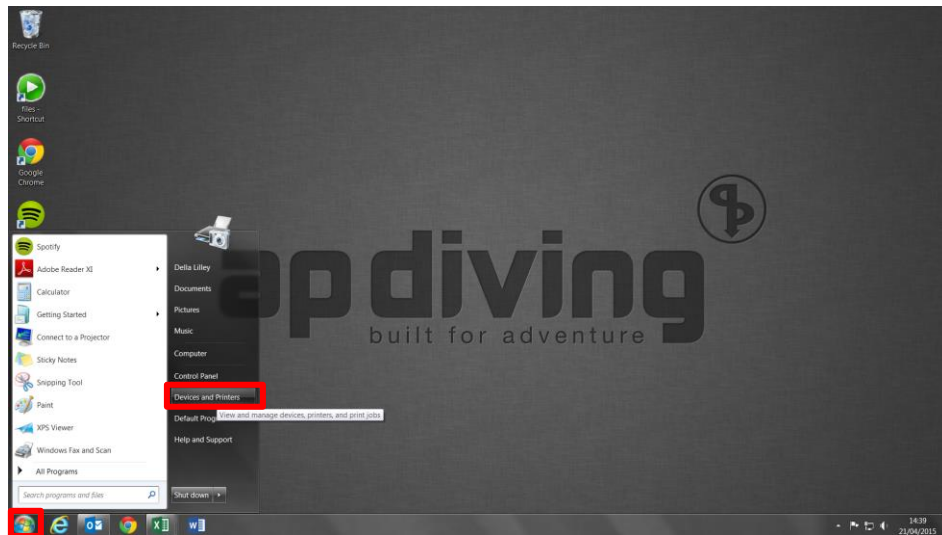 Recycle Bin
files -
Shortcut
Google
Chrome
ap diving
built for adventure
Spotify
Adobe Reader XI
Calculator
Getting Started
Connect to a Projector
Sticky Notes
Snipping Tool
Paint
XPS Viewer
Windows Fax and Scan
All Programs
Search programs and files
Della Lilley
Documents
Pictures
Music
Computer
Control Panel
Devices and Printers
View and manage devices, printers, and print jobs
Default Prog
Help and Support
Shut down
14:39
21/04/2015